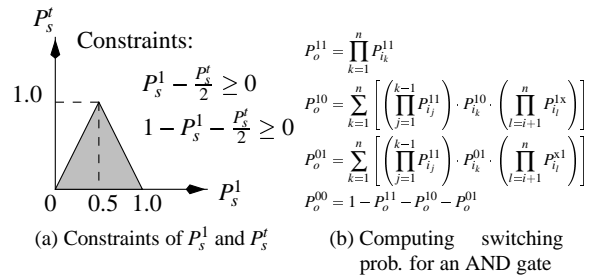 P_s^t
Constraints:
P_s^1 − P_s^t/2 ≥ 0
1 − P_s^1 − P_s^t/2 ≥ 0
1.0
0 0.5 1.0 P_s^1
(a) Constraints of P_s^1 and P_s^t
P_o^{11} = ∏_{k=1}^{n} P_{i_k}^{11}
P_o^{10} = ∑_{k=1}^{n} [ ( ∏_{j=1}^{k−1} P_{i_j}^{11} ) · P_{i_k}^{10} · ( ∏_{l=i+1}^{n} P_{i_l}^{1x} ) ]
P_o^{01} = ∑_{k=1}^{n} [ ( ∏_{j=1}^{k−1} P_{i_j}^{11} ) · P_{i_k}^{01} · ( ∏_{l=i+1}^{n} P_{i_l}^{x1} ) ]
P_o^{00} = 1 − P_o^{11} − P_o^{10} − P_o^{01}
(b) Computing switching
prob. for an AND gate